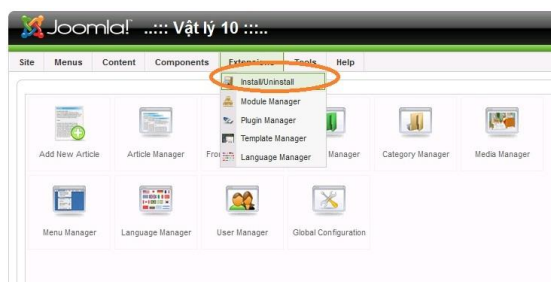 Joomla! ..::: Vật lý 10 :::..
Site Menus Content Components Extensions Tools Help
Install/Uninstall
Module Manager
Plugin Manager
Template Manager
Language Manager
Add New Article Article Manager Manager Category Manager Media Manager
Menu Manager Language Manager User Manager Global Configuration